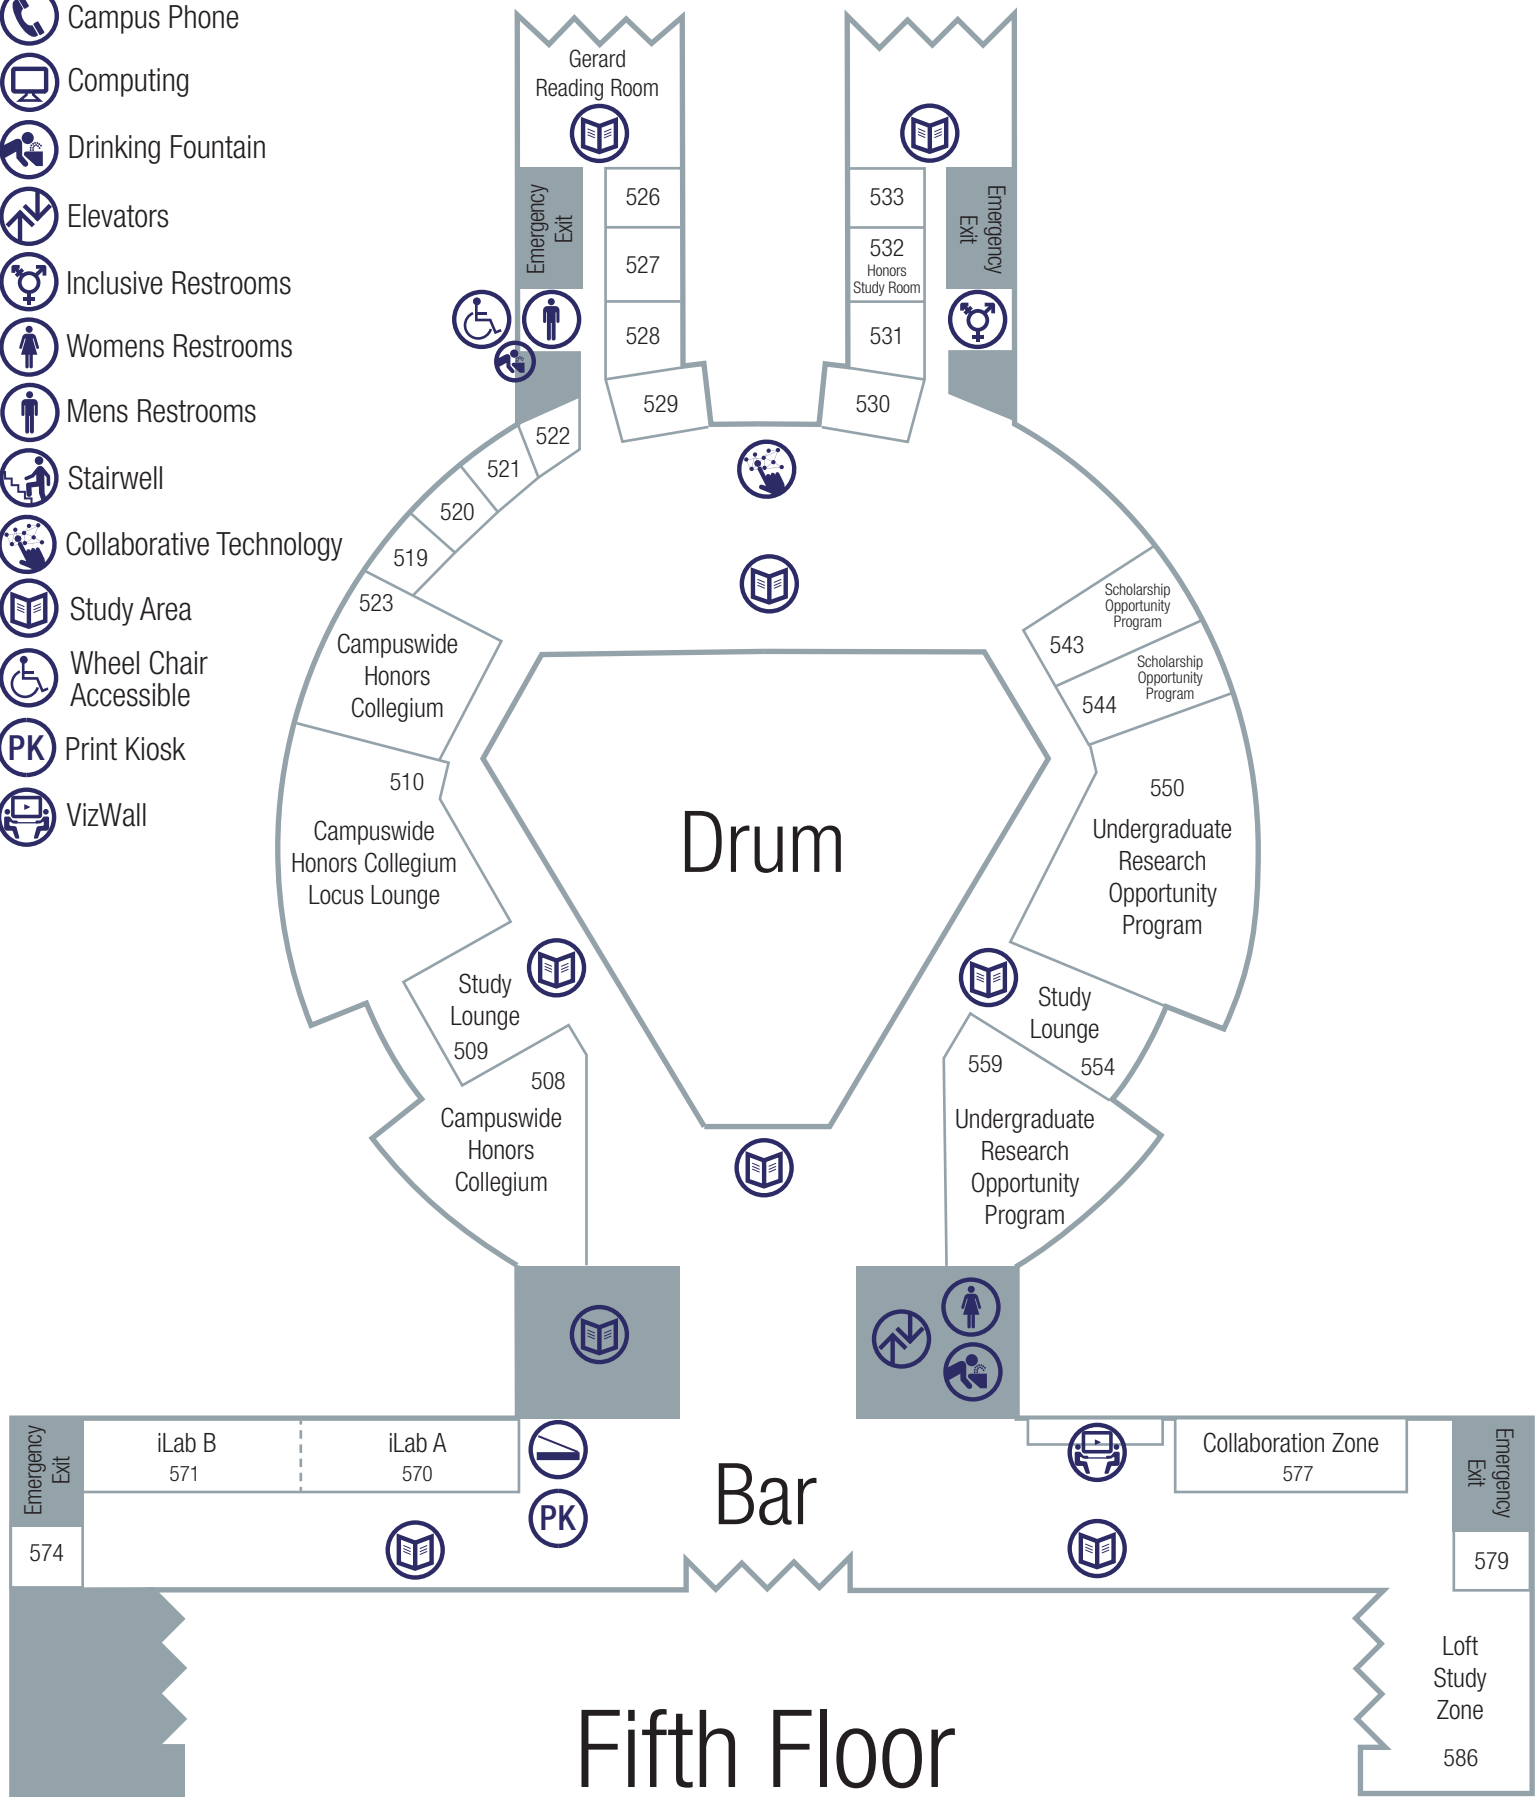 Campus Phone
Computing
Drinking Fountain
Elevators
Inclusive Restrooms
Womens Restrooms
Mens Restrooms
Stairwell
Collaborative Technology
Study Area
Wheel Chair
Accessible
PK Print Kiosk
VizWall
Gerard
Reading Room
Emergency
Exit
526
527
528
529
533
532
Honors
Study Room
531
530
Emergency
Exit
522
521
520
519
523
Campuswide
Honors
Collegium
510
Campuswide
Honors Collegium
Locus Lounge
Study
Lounge
509
508
Campuswide
Honors
Collegium
Drum
Scholarship
Opportunity
Program
543
Scholarship
Opportunity
Program
544
550
Undergraduate
Research
Opportunity
Program
Study
Lounge
554
559
Undergraduate
Research
Opportunity
Program
Emergency
Exit
iLab B
571
iLab A
570
PK
574
Bar
Collaboration Zone
577
Emergency
Exit
579
Loft
Study
Zone
586
Fifth Floor